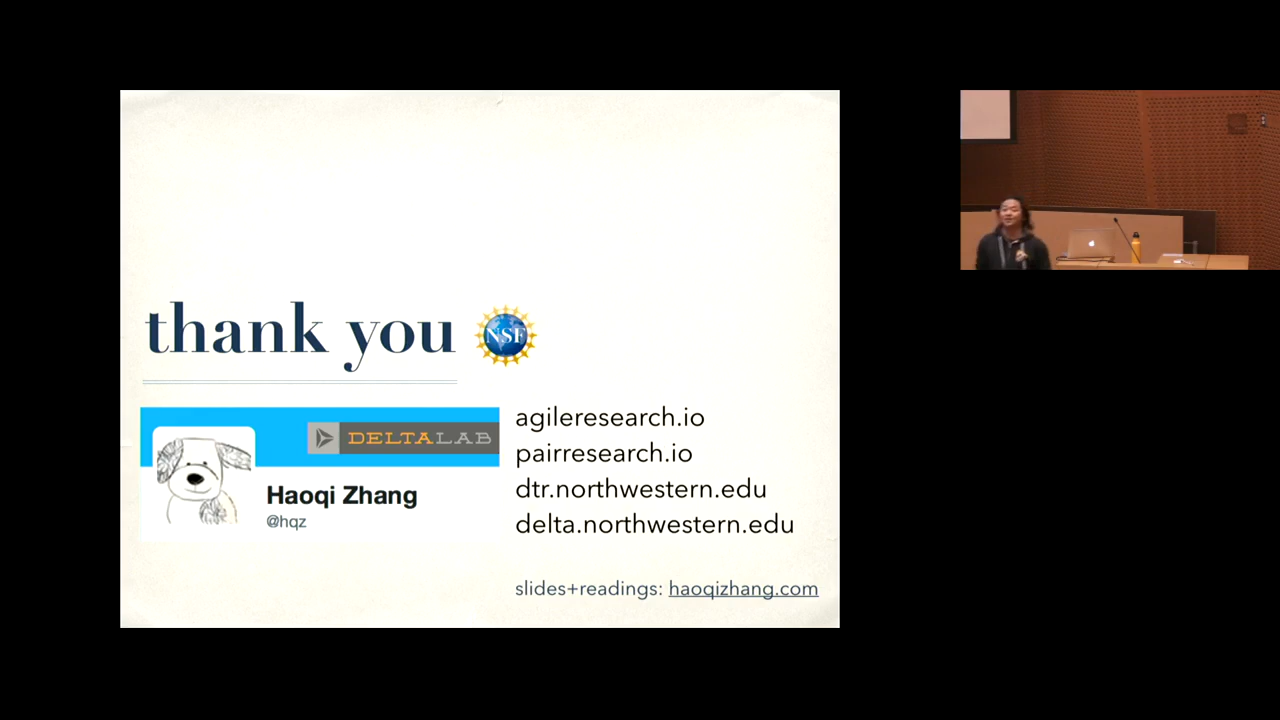 thank you
NSF
DELTALAB
Haoqi Zhang
@hqz
agileresearch.io
pairresearch.io
dtr.northwestern.edu
delta.northwestern.edu
slides+readings: haoqizhang.com